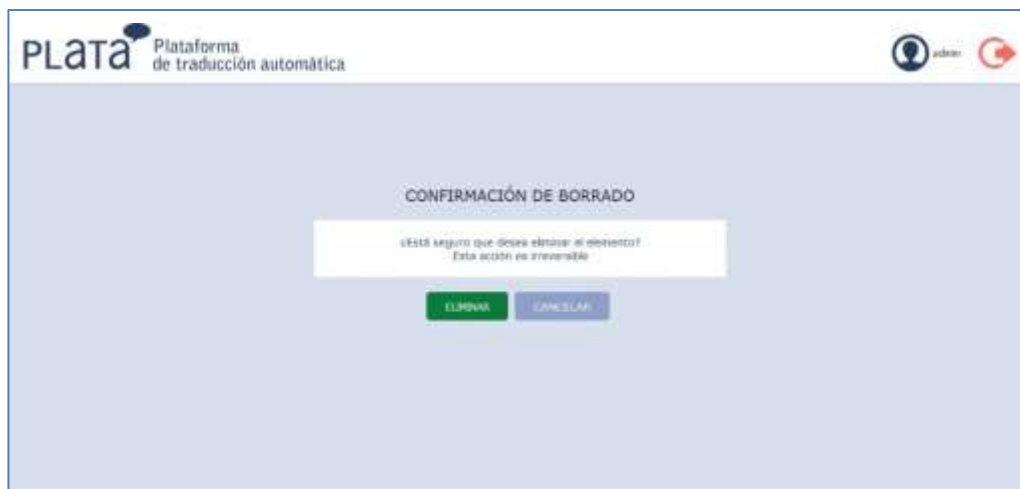 PLaTa
Plataforma
de traducción automática
admin
CONFIRMACIÓN DE BORRADO
¿Está seguro que desea eliminar el elemento?
Esta acción es irreversible
ELIMINAR
CANCELAR